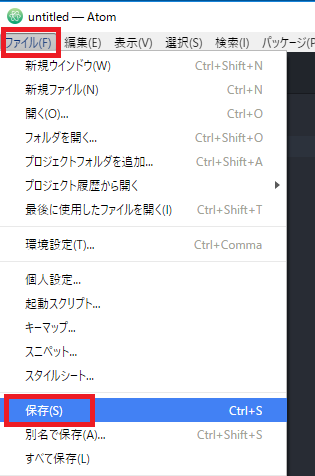 untitled — Atom
ファイル(F) 編集(E) 表示(V) 選択(S) 検索(I) パッケージ(P
新規ウインドウ(W) Ctrl+Shift+N
新規ファイル(N) Ctrl+N
開く(O)... Ctrl+O
フォルダを開く... Ctrl+Shift+O
プロジェクトフォルダを追加... Ctrl+Shift+A
プロジェクト履歴から開く
最後に使用したファイルを開く(I) Ctrl+Shift+T
環境設定(T)... Ctrl+Comma
個人設定...
起動スクリプト...
キーマップ...
スニペット...
スタイルシート...
保存(S) Ctrl+S
別名で保存(A)... Ctrl+Shift+S
すべて保存(L)